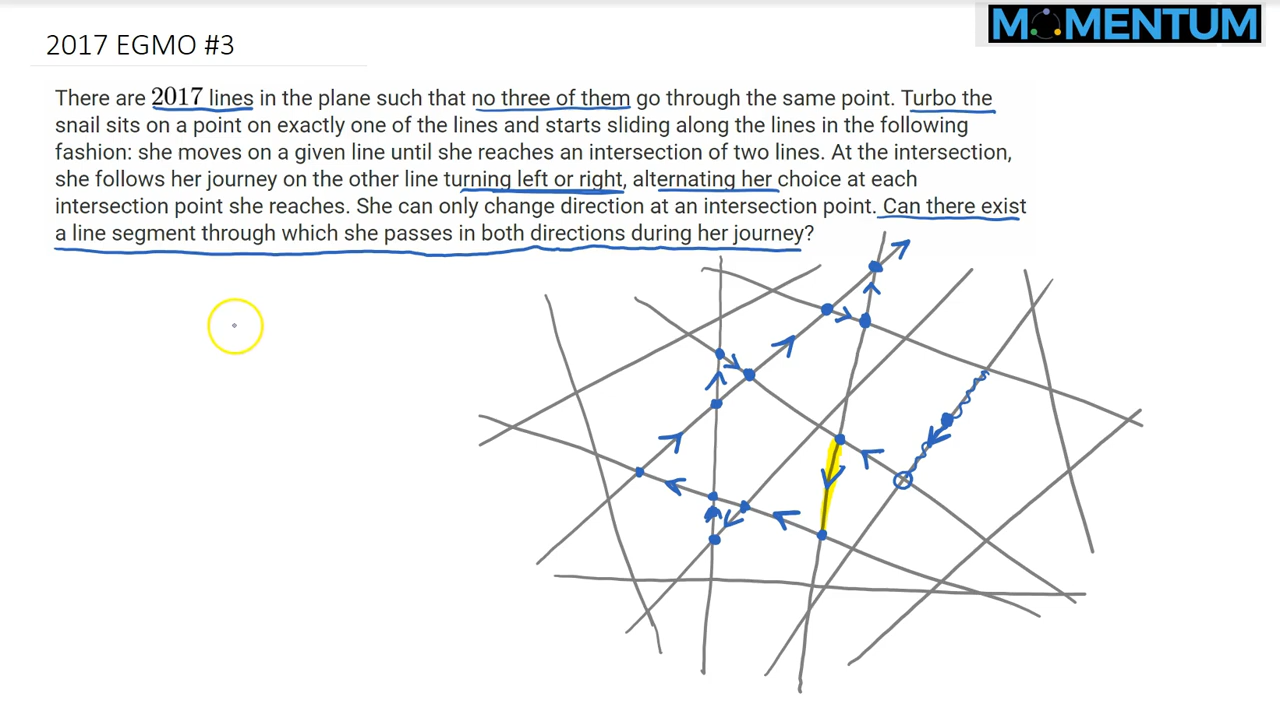 MOMENTUM
2017 EGMO #3
There are 2017 lines in the plane such that no three of them go through the same point. Turbo the
snail sits on a point on exactly one of the lines and starts sliding along the lines in the following
fashion: she moves on a given line until she reaches an intersection of two lines. At the intersection,
she follows her journey on the other line turning left or right, alternating her choice at each
intersection point she reaches. She can only change direction at an intersection point. Can there exist
a line segment through which she passes in both directions during her journey?